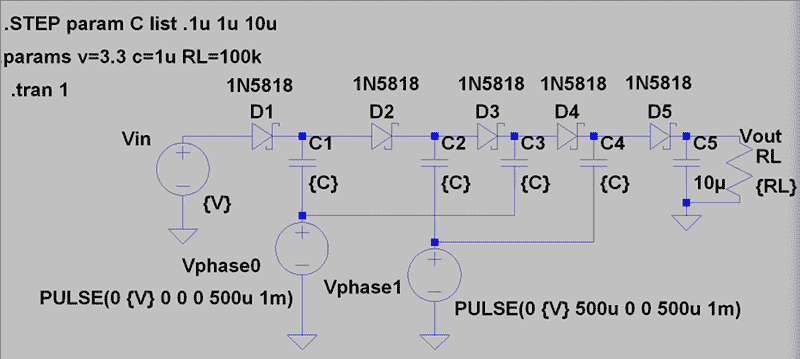 .STEP param C list .1u 1u 10u
params v=3.3 c=1u RL=100k
.tran 1
1N5818 1N5818 1N5818 1N5818 1N5818
D1 D2 D3 D4 D5
Vin C1 C2 C3 C4 C5 Vout
RL
{C} {C} {C} {C} 10µ {RL}
{V}
Vphase0
Vphase1
PULSE(0 {V} 0 0 0 500u 1m)
PULSE(0 {V} 500u 0 0 500u 1m)